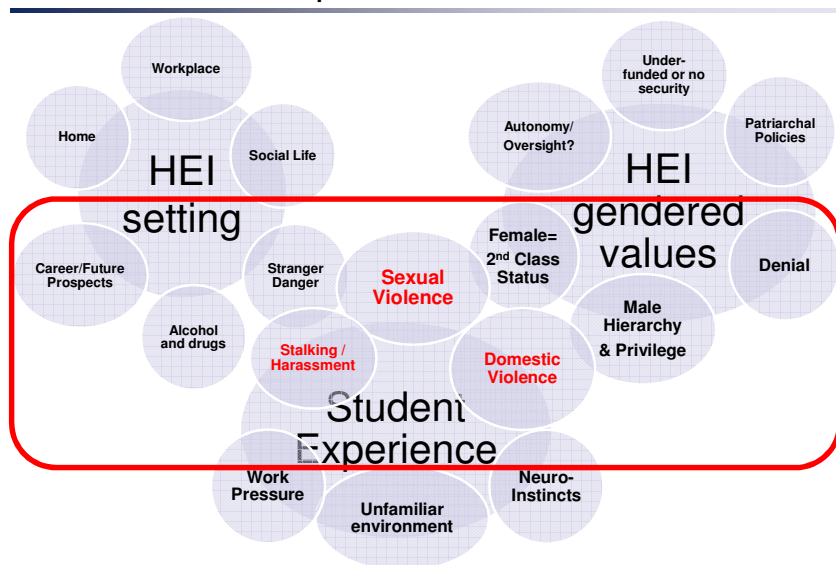 Workplace
Home
Social Life
HEI
setting
Career/Future
Prospects
Stranger
Danger
Alcohol
and drugs
Under-
funded or no
security
Autonomy/
Oversight?
Patriarchal
Policies
HEI
gendered
values
Female=
2nd Class
Status
Denial
Male
Hierarchy
& Privilege
Sexual
Violence
Stalking /
Harassment
Domestic
Violence
Student
Experience
Work
Pressure
Unfamiliar
environment
Neuro-
Instincts